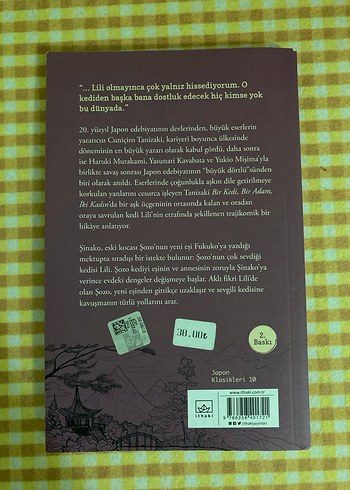 "... Lili olmayınca çok yalnız hissediyorum. O
kediden başka bana dostluk edecek hiç kimse yok
bu dünyada."
20. yüzyıl Japon edebiyatının devlerinden, büyük eserlerin
yaratıcısı Cuniçiro Tanizaki, kariyeri boyunca ülkesinde
döneminin en büyük yazarı olarak kabul gördü, daha sonra
ise Haruki Murakami, Yasunari Kavabata ve Yukio Mişima'yla
birlikte savaş sonrası Japon edebiyatının "büyük dörtlü"sünden
biri olarak anıldı. Eserlerinde çoğunlukla aşkın dile getirilmeye
korkulan yanlarını cesurca işleyen Tanizaki Bir Kedi, Bir Adam,
İki Kadın'da bir aşk üçgeninin ortasında kalan ve oradan
oraya savrulan kedi Lili'nin etrafında şekillenen trajikomik bir
hikâye anlatıyor.
Şinako, eski kocası Şozo'nun yeni eşi Fukuko'ya yazdığı
mektupta sıradışı bir istekte bulunur: Şozo'nun çok sevdiği
kedisi Lili. Şozo kediyi eşinin ve annesinin zoruyla Şinako'ya
verince evdeki dengeler değişmeye başlar. Aklı fikri Lili'de
olan Şozo, yeni eşinden gittikçe uzaklaşır ve sevgili kedisine
kavuşmanın türlü yollarını arar.
38.00₺
2.
Baskı
Japon
Klasikleri 10
ithaki
www.ithaki.com.tr
9 786258 401721
/ithakiyayinlari